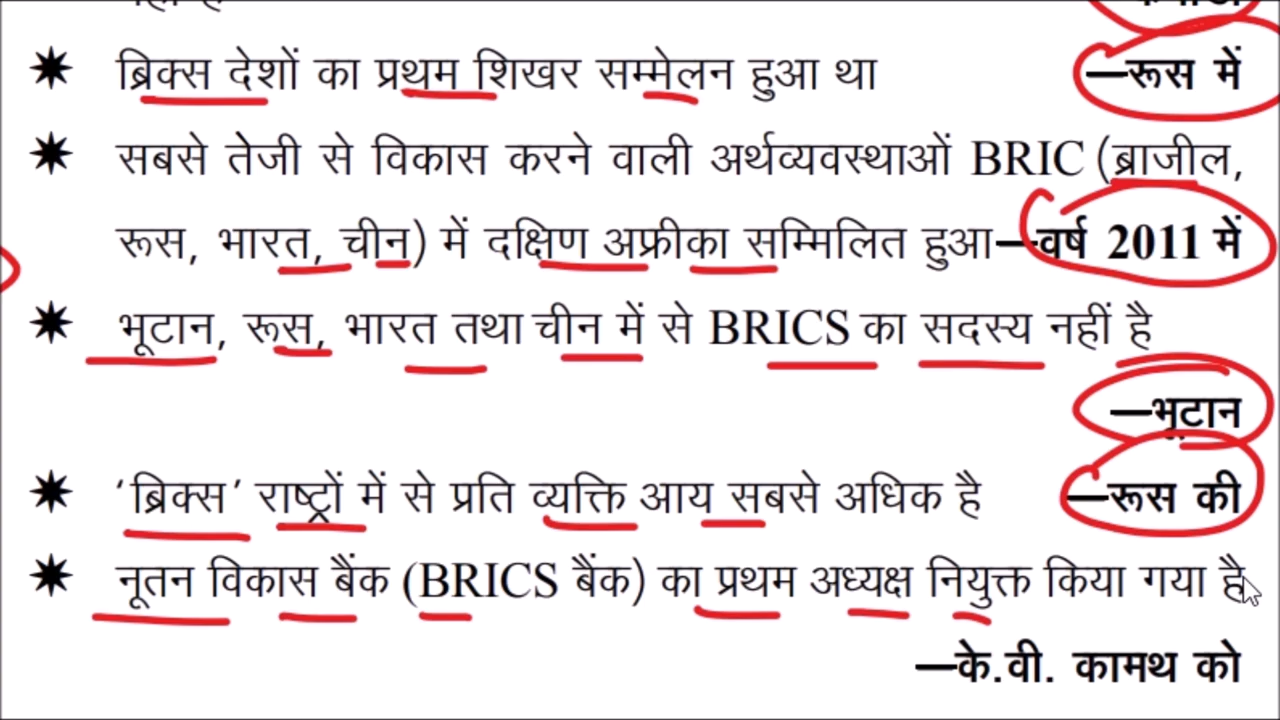 ✷ ब्रिक्स देशों का प्रथम शिखर सम्मेलन हुआ था —रूस में
✷ सबसे तेजी से विकास करने वाली अर्थव्यवस्थाओं BRIC (ब्राजील,
रूस, भारत, चीन) में दक्षिण अफ्रीका सम्मिलित हुआ—वर्ष 2011 में
✷ भूटान, रूस, भारत तथा चीन में से BRICS का सदस्य नहीं है
—भूटान
✷ ‘ब्रिक्स’ राष्ट्रों में से प्रति व्यक्ति आय सबसे अधिक है —रूस की
✷ नूतन विकास बैंक (BRICS बैंक) का प्रथम अध्यक्ष नियुक्त किया गया है
—के.वी. कामथ को